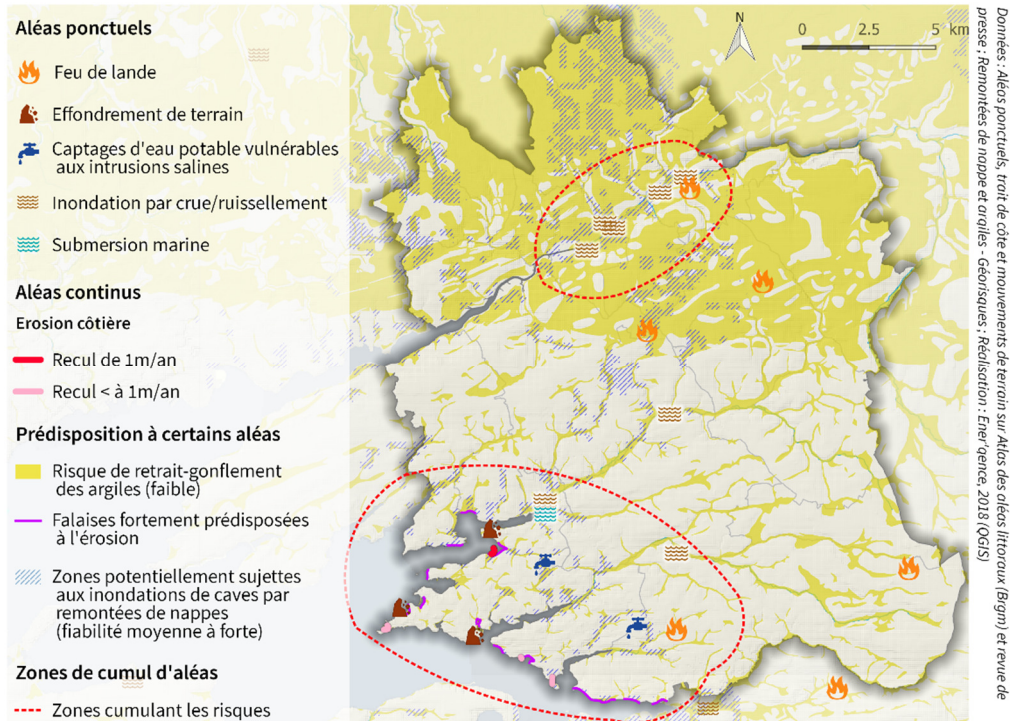 Aléas ponctuels
Feu de lande
Effondrement de terrain
Captages d'eau potable vulnérables
aux intrusions salines
Inondation par crue/ruissellement
Submersion marine
Aléas continus
Erosion côtière
Recul de 1m/an
Recul < à 1m/an
Prédisposition à certains aléas
Risque de retrait-gonflement
des argiles (faible)
Falaises fortement prédisposées
à l'érosion
Zones potentiellement sujettes
aux inondations de caves par
remontées de nappes
(fiabilité moyenne à forte)
Zones de cumul d'aléas
Zones cumulant les risques
N
0 2.5 5 km
Données : Aléas ponctuels, trait de côte et mouvements de terrain sur Atlas des aléas littoraux (Brgm) et revue de
presse ; Remontées de nappe et argiles - Géorisques ; Réalisation : Ener'gence, 2018 (QGIS)